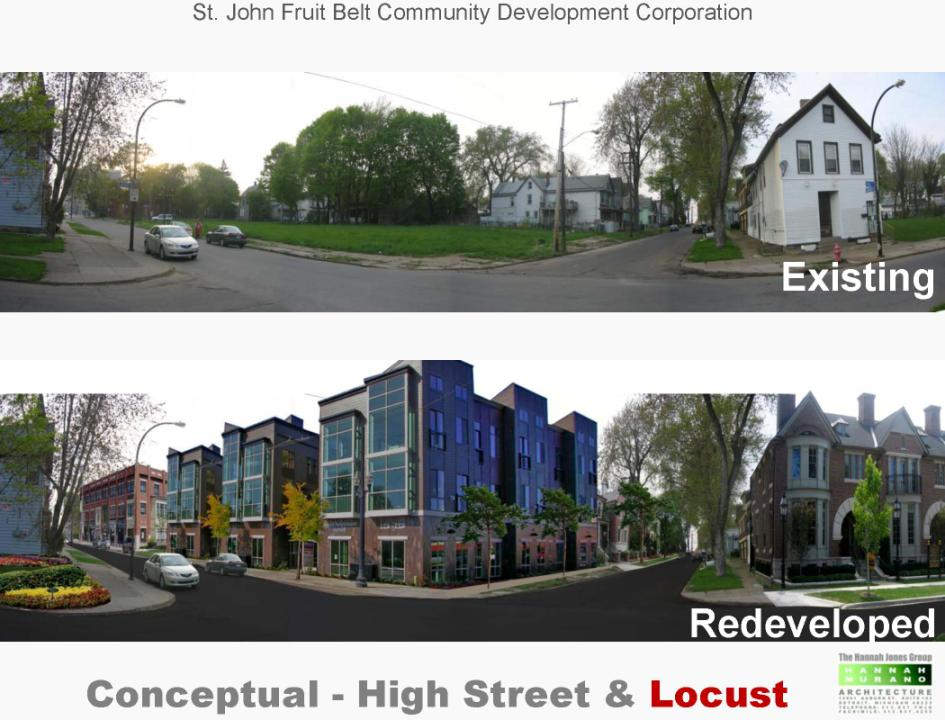 St. John Fruit Belt Community Development Corporation
Existing
Redeveloped
The Hannah Jones Group
HANNAH
MURANO
ARCHITECTURE
Conceptual - High Street & Locust